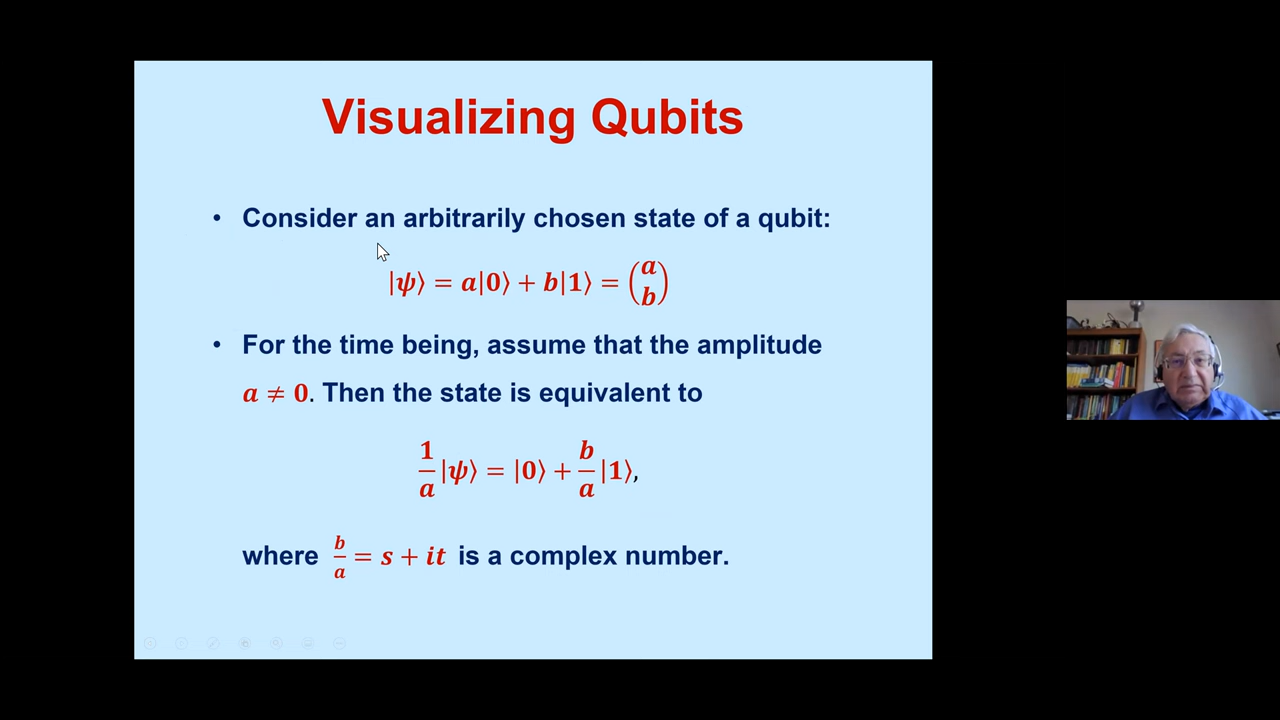 Visualizing Qubits
• Consider an arbitrarily chosen state of a qubit:
|ψ⟩ = a|0⟩ + b|1⟩ = (a b)
• For the time being, assume that the amplitude
a ≠ 0. Then the state is equivalent to
1/a |ψ⟩ = |0⟩ + b/a |1⟩,
where b/a = s + it is a complex number.